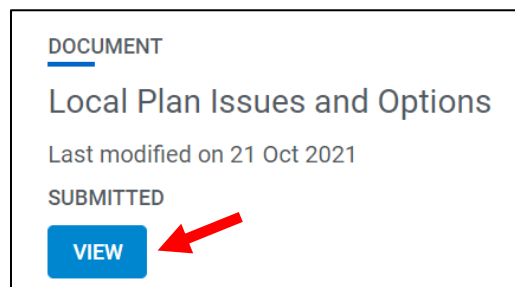 DOCUMENT
Local Plan Issues and Options
Last modified on 21 Oct 2021
SUBMITTED
VIEW